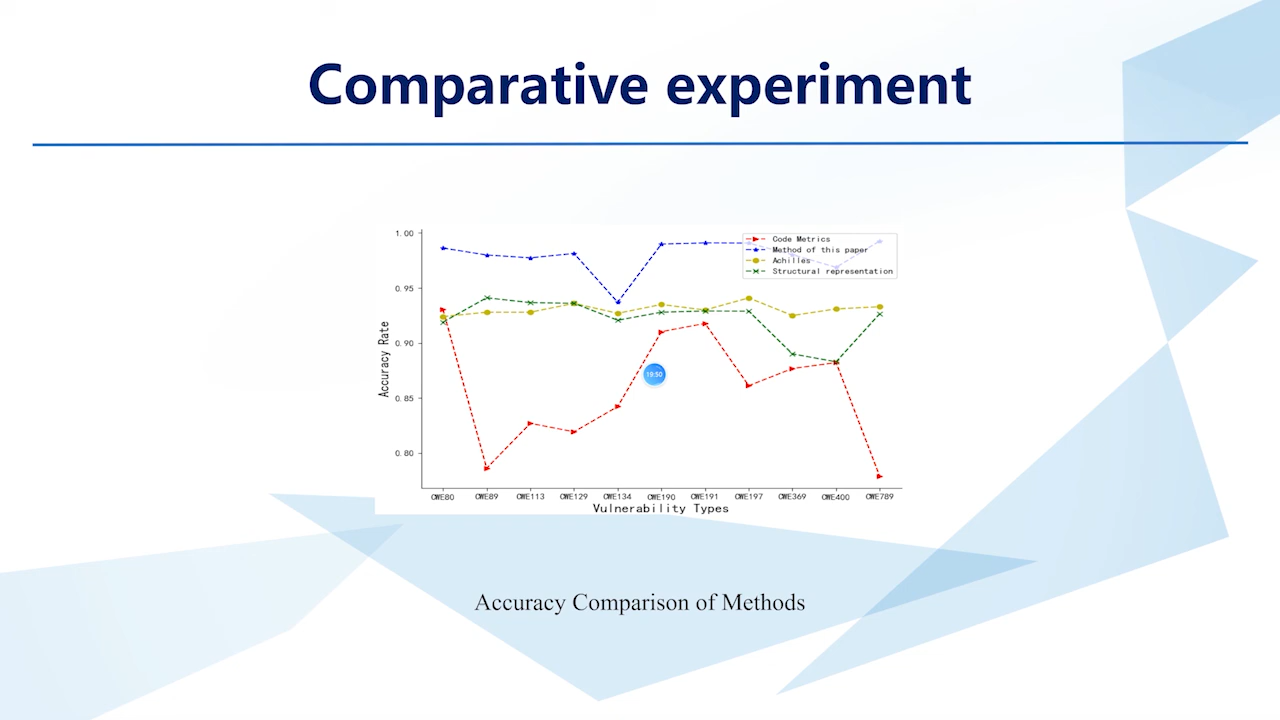 Comparative experiment
1.00
0.95
0.90
0.85
0.80
Accuracy Rate
Code Metrics
Method of this paper
Achilles
Structural representation
19:50
CWE80 CWE89 CWE113 CWE129 CWE134 CWE190 CWE191 CWE197 CWE369 CWE400 CWE789
Vulnerability Types
Accuracy Comparison of Methods